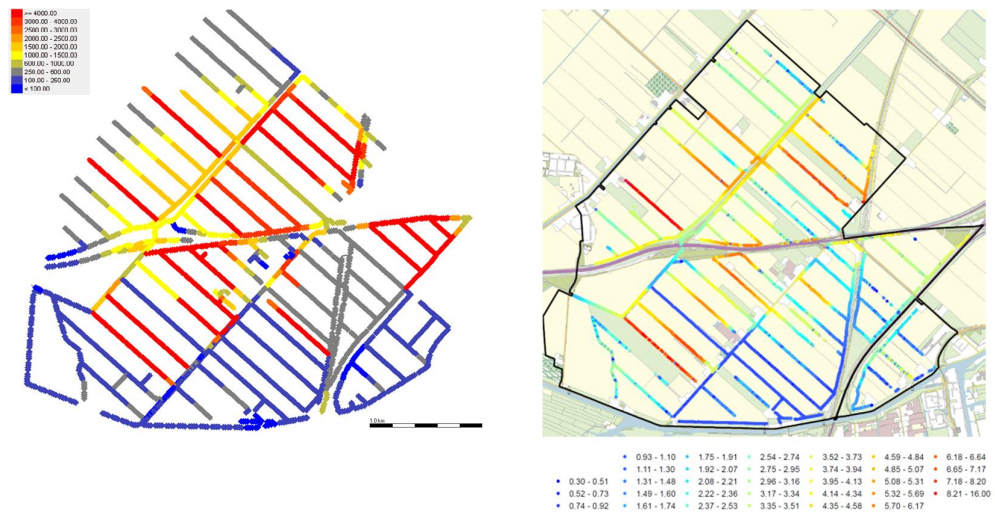 >= 4000.00
3000.00 - 4000.00
2500.00 - 3000.00
2000.00 - 2500.00
1500.00 - 2000.00
1000.00 - 1500.00
600.00 - 1000.00
250.00 - 600.00
100.00 - 250.00
< 100.00
1.0 km
0.93 - 1.10 1.75 - 1.91 2.54 - 2.74 3.52 - 3.73 4.59 - 4.84 6.18 - 6.64
1.11 - 1.30 1.92 - 2.07 2.75 - 2.95 3.74 - 3.94 4.85 - 5.07 6.65 - 7.17
0.30 - 0.51 1.31 - 1.48 2.08 - 2.21 2.96 - 3.16 3.95 - 4.13 5.08 - 5.31 7.18 - 8.20
0.52 - 0.73 1.49 - 1.60 2.22 - 2.36 3.17 - 3.34 4.14 - 4.34 5.32 - 5.69 8.21 - 16.00
0.74 - 0.92 1.61 - 1.74 2.37 - 2.53 3.35 - 3.51 4.35 - 4.58 5.70 - 6.17